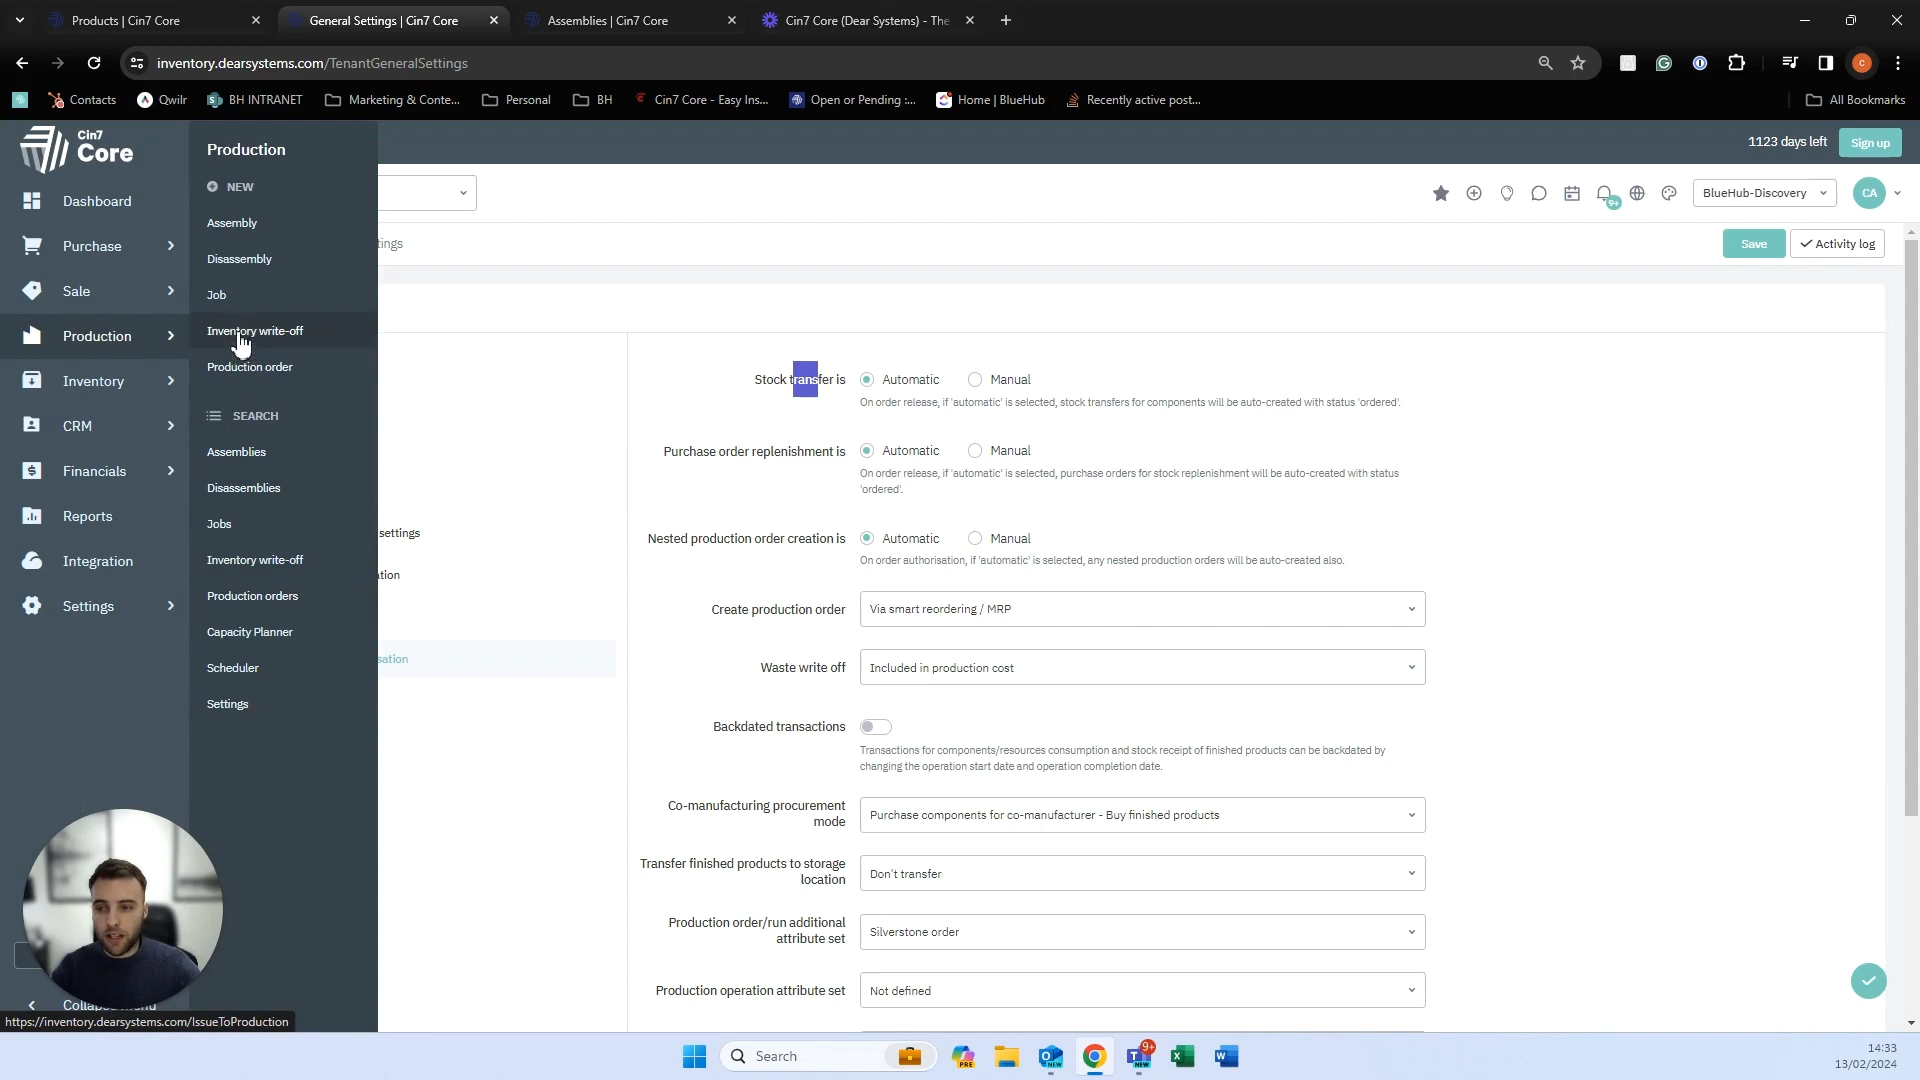 Products | Cin7 Core
General Settings | Cin7 Core
Assemblies | Cin7 Core
Cin7 Core (Dear Systems) - The
inventory.dearsystems.com/TenantGeneralSettings
Contacts
Qwilr
BH INTRANET
Marketing & Conte...
Personal
BH
Cin7 Core - Easy Ins...
Open or Pending :...
Home | BlueHub
Recently active post...
All Bookmarks
Cin7
Core
1123 days left
Sign up
BlueHub-Discovery
CA
9+
tings
Save
Activity log
Dashboard
Purchase
Sale
Production
Inventory
CRM
Financials
Reports
Integration
Settings
Production
NEW
Assembly
Disassembly
Job
Inventory write-off
Production order
SEARCH
Assemblies
Disassemblies
Jobs
Inventory write-off
Production orders
Capacity Planner
Scheduler
Settings
settings
ation
sation
Stock transfer is
Automatic
Manual
On order release, if 'automatic' is selected, stock transfers for components will be auto-created with status 'ordered'.
Purchase order replenishment is
Automatic
Manual
On order release, if 'automatic' is selected, purchase orders for stock replenishment will be auto-created with status
'ordered'.
Nested production order creation is
Automatic
Manual
On order authorisation, if 'automatic' is selected, any nested production orders will be auto-created also.
Create production order
Via smart reordering / MRP
Waste write off
Included in production cost
Backdated transactions
Transactions for components/resources consumption and stock receipt of finished products can be backdated by
changing the operation start date and operation completion date.
Co-manufacturing procurement
mode
Purchase components for co-manufacturer - Buy finished products
Transfer finished products to storage
location
Don't transfer
Production order/run additional
attribute set
Silverstone order
Production operation attribute set
Not defined
https://inventory.dearsystems.com/IssueToProduction
Search
PRE
NEW
9+
NEW
14:33
13/02/2024